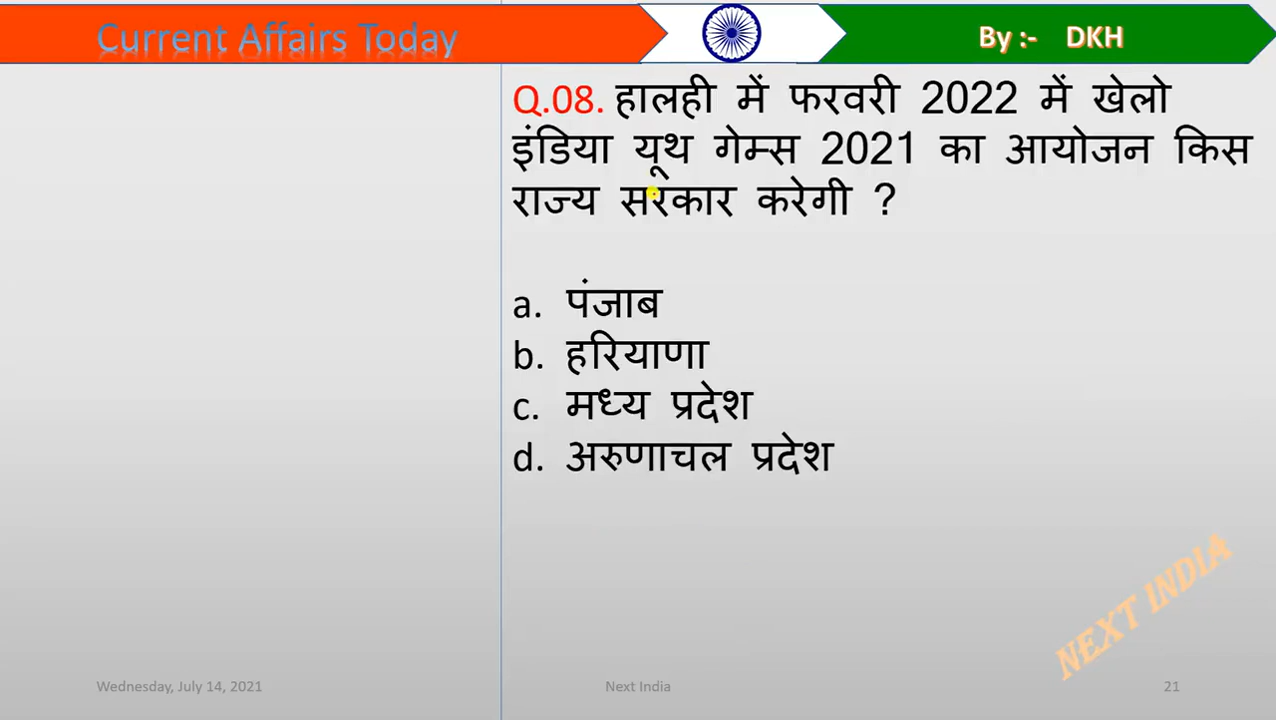 Current Affairs Today
By :- DKH
Q.08. हालही में फरवरी 2022 में खेलो
इंडिया यूथ गेम्स 2021 का आयोजन किस
राज्य सरकार करेगी ?
a. पंजाब
b. हरियाणा
c. मध्य प्रदेश
d. अरुणाचल प्रदेश
NEXT INDIA
Wednesday, July 14, 2021
Next India
21